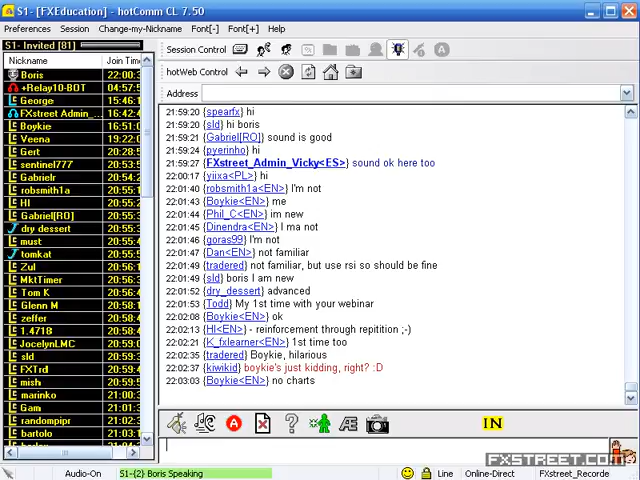 S1- [FXEducation] - hotComm CL 7.50
Preferences Session Change-my-Nickname Font[-] Font[+] Help
S1- Invited [81]
Session Control
Nickname Join Time
hotWeb Control
Boris 22:00:3
+Relay10-BOT 04:57:5
Address
George 15:46:1
FXstreet Admin_... 16:42:4
Boykie 16:51:0
Veena 19:22:0
Gert 20:28:5
sentinel777 20:53:4
Gabrielr 20:54:2
robsmith1a 20:55:2
HI 20:55:3
Gabriel[RO] 20:55:3
dry dessert 20:55:3
must 20:55:4
tomkat 20:55:4
Zul 20:56:1
MktTimer 20:56:1
Tom K 20:56:2
Glenn M 20:58:2
zeffer 20:58:2
1.4718 20:58:4
JocelynLMC 20:59:3
sld 20:59:4
FXTrd 20:59:4
mish 20:59:5
marinko 21:00:0
Gam 21:00:0
randompipr 21:00:0
bartolo 21:03:1
21:59:20 {spearfx} hi
21:59:20 {sld} hi boris
21:59:21 {Gabriel[RO]} sound is good
21:59:24 {pyerinho} hi
21:59:27 {FXstreet_Admin_Vicky<ES>} sound ok here too
22:00:17 {yiixa<PL>} hi
22:01:40 {robsmith1a<EN>} I'm not
22:01:43 {Boykie<EN>} me
22:01:44 {Phil_C<EN>} im new
22:01:45 {Dinendra<EN>} I ma not
22:01:46 {goras99} I'm not
22:01:47 {Dan<EN>} not familiar
22:01:49 {tradered} not familiar, but use rsi so should be fine
22:01:49 {sld} boris I am new
22:01:52 {dry_dessert} advanced
22:01:53 {Todd} My 1st time with your webinar
22:02:08 {Boykie<EN>} ok
22:02:13 {HI<EN>} - reinforcement through repitition ;-)
22:02:21 {K_fxlearner<EN>} 1st time too
22:02:35 {tradered} Boykie, hilarious
22:02:37 {kiwikid} boykie's just kidding, right? :D
22:03:03 {Boykie<EN>} no charts
A ? Æ IN
FXSTREET.COM
Audio-On S1-{2} Boris Speaking Line Online-Direct FXstreet_Recorde